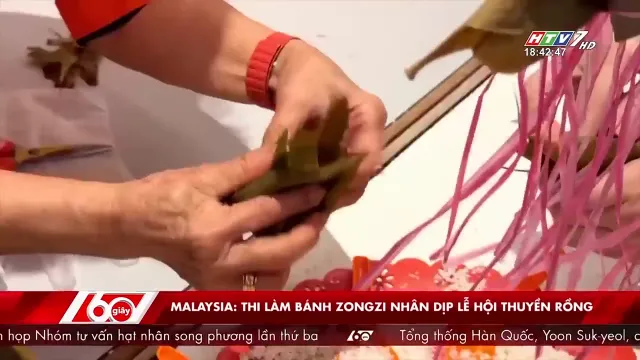 HTV7 HD
18:42:47
60 giây
MALAYSIA: THI LÀM BÁNH ZONGZI NHÂN DỊP LỄ HỘI THUYỀN RỒNG
n họp Nhóm tư vấn hạt nhân song phương lần thứ ba 60 Tổng thống Hàn Quốc, Yoon Suk-yeol,